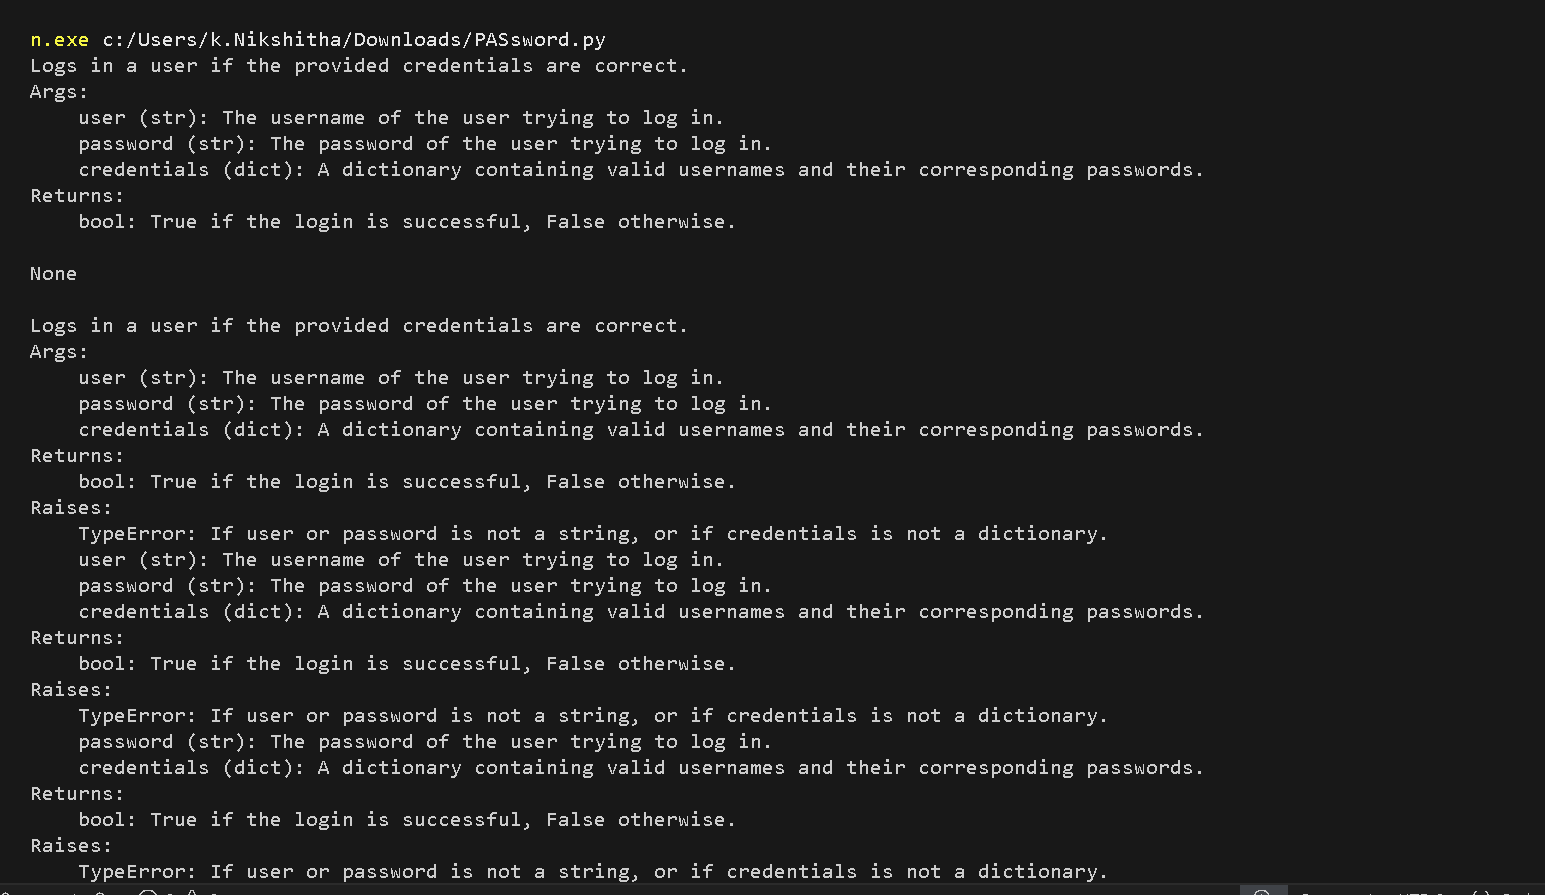 n.exe c:/Users/k.Nikshitha/Downloads/PASsword.py
Logs in a user if the provided credentials are correct.
Args:
    user (str): The username of the user trying to log in.
    password (str): The password of the user trying to log in.
    credentials (dict): A dictionary containing valid usernames and their corresponding passwords.
Returns:
    bool: True if the login is successful, False otherwise.

None

Logs in a user if the provided credentials are correct.
Args:
    user (str): The username of the user trying to log in.
    password (str): The password of the user trying to log in.
    credentials (dict): A dictionary containing valid usernames and their corresponding passwords.
Returns:
    bool: True if the login is successful, False otherwise.
Raises:
    TypeError: If user or password is not a string, or if credentials is not a dictionary.
    user (str): The username of the user trying to log in.
    password (str): The password of the user trying to log in.
    credentials (dict): A dictionary containing valid usernames and their corresponding passwords.
Returns:
    bool: True if the login is successful, False otherwise.
Raises:
    TypeError: If user or password is not a string, or if credentials is not a dictionary.
    password (str): The password of the user trying to log in.
    credentials (dict): A dictionary containing valid usernames and their corresponding passwords.
Returns:
    bool: True if the login is successful, False otherwise.
Raises:
    TypeError: If user or password is not a string, or if credentials is not a dictionary.